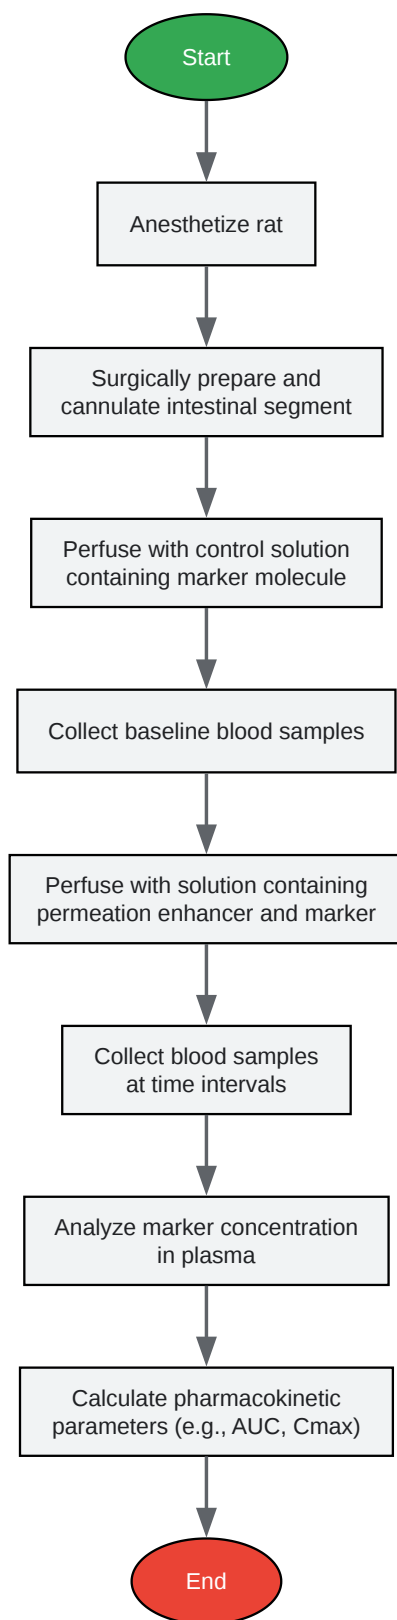 Start
Anesthetize rat
Surgically prepare and
cannulate intestinal segment
Perfuse with control solution
containing marker molecule
Collect baseline blood samples
Perfuse with solution containing
permeation enhancer and marker
Collect blood samples
at time intervals
Analyze marker concentration
in plasma
Calculate pharmacokinetic
parameters (e.g., AUC, Cmax)
End